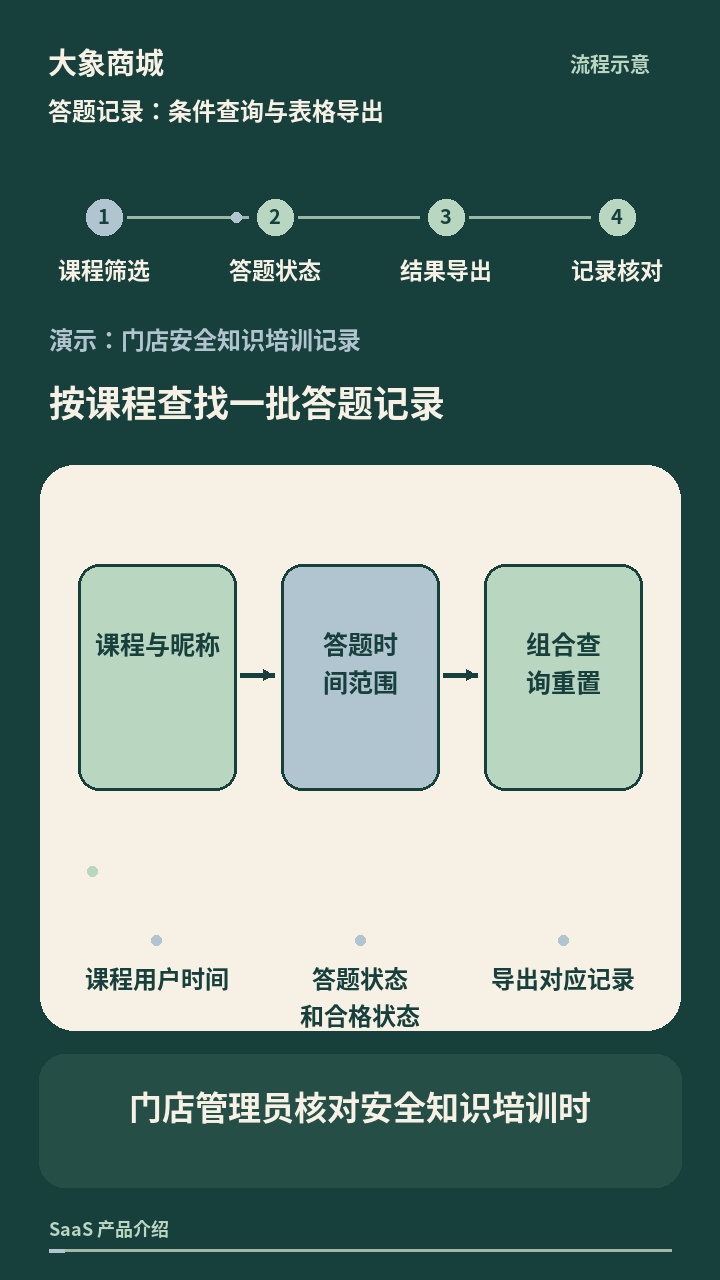 大象商城
流程示意
答题记录：条件查询与表格导出
1
2
3
4
课程筛选
答题状态
结果导出
记录核对
演示：门店安全知识培训记录
按课程查找一批答题记录
课程与昵称
答题时
间范围
组合查
询重置
课程用户时间
答题状态
和合格状态
导出对应记录
门店管理员核对安全知识培训时
SaaS 产品介绍